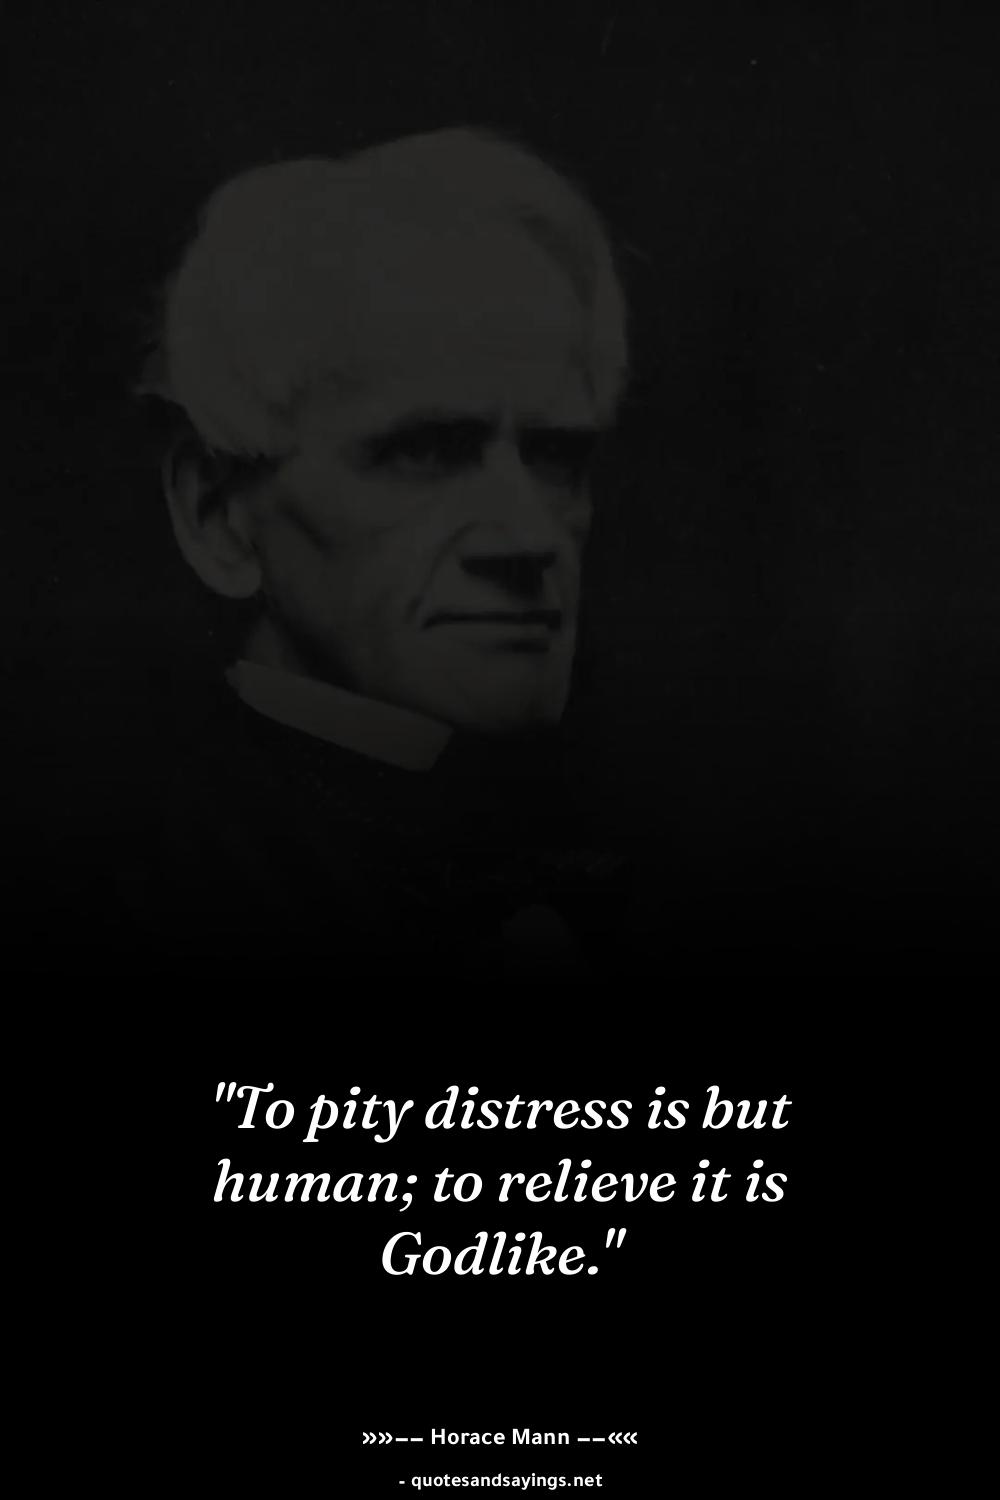 "To pity distress is but
human; to relieve it is
Godlike."
»»−− Horace Mann −−««
- quotesandsayings.net